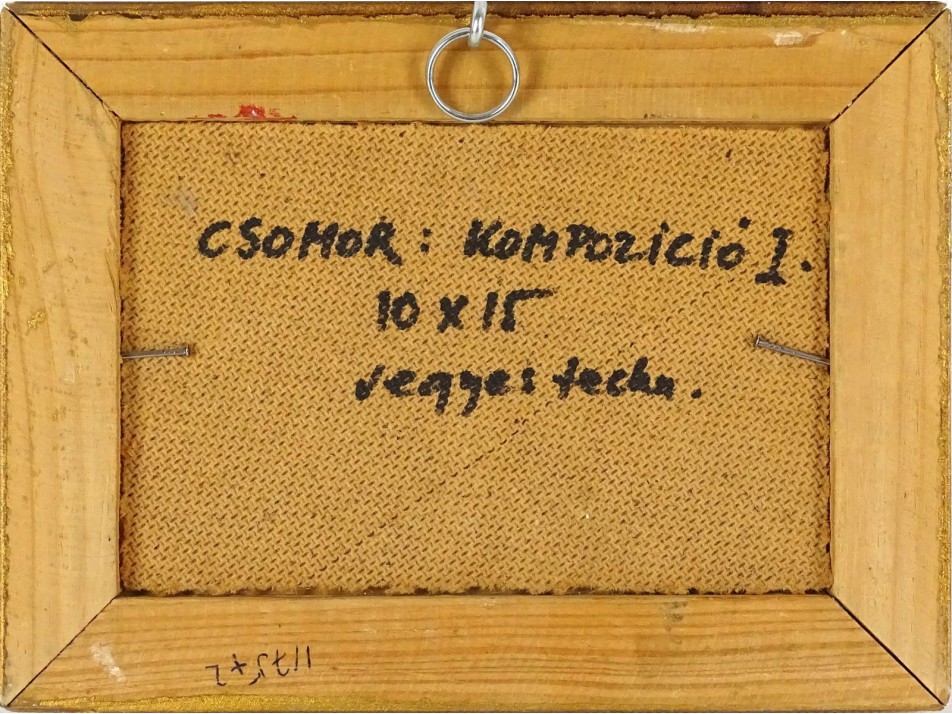 CSOMOR: KOMPOZICIÓ I.
10 x 15
vegyes techn.